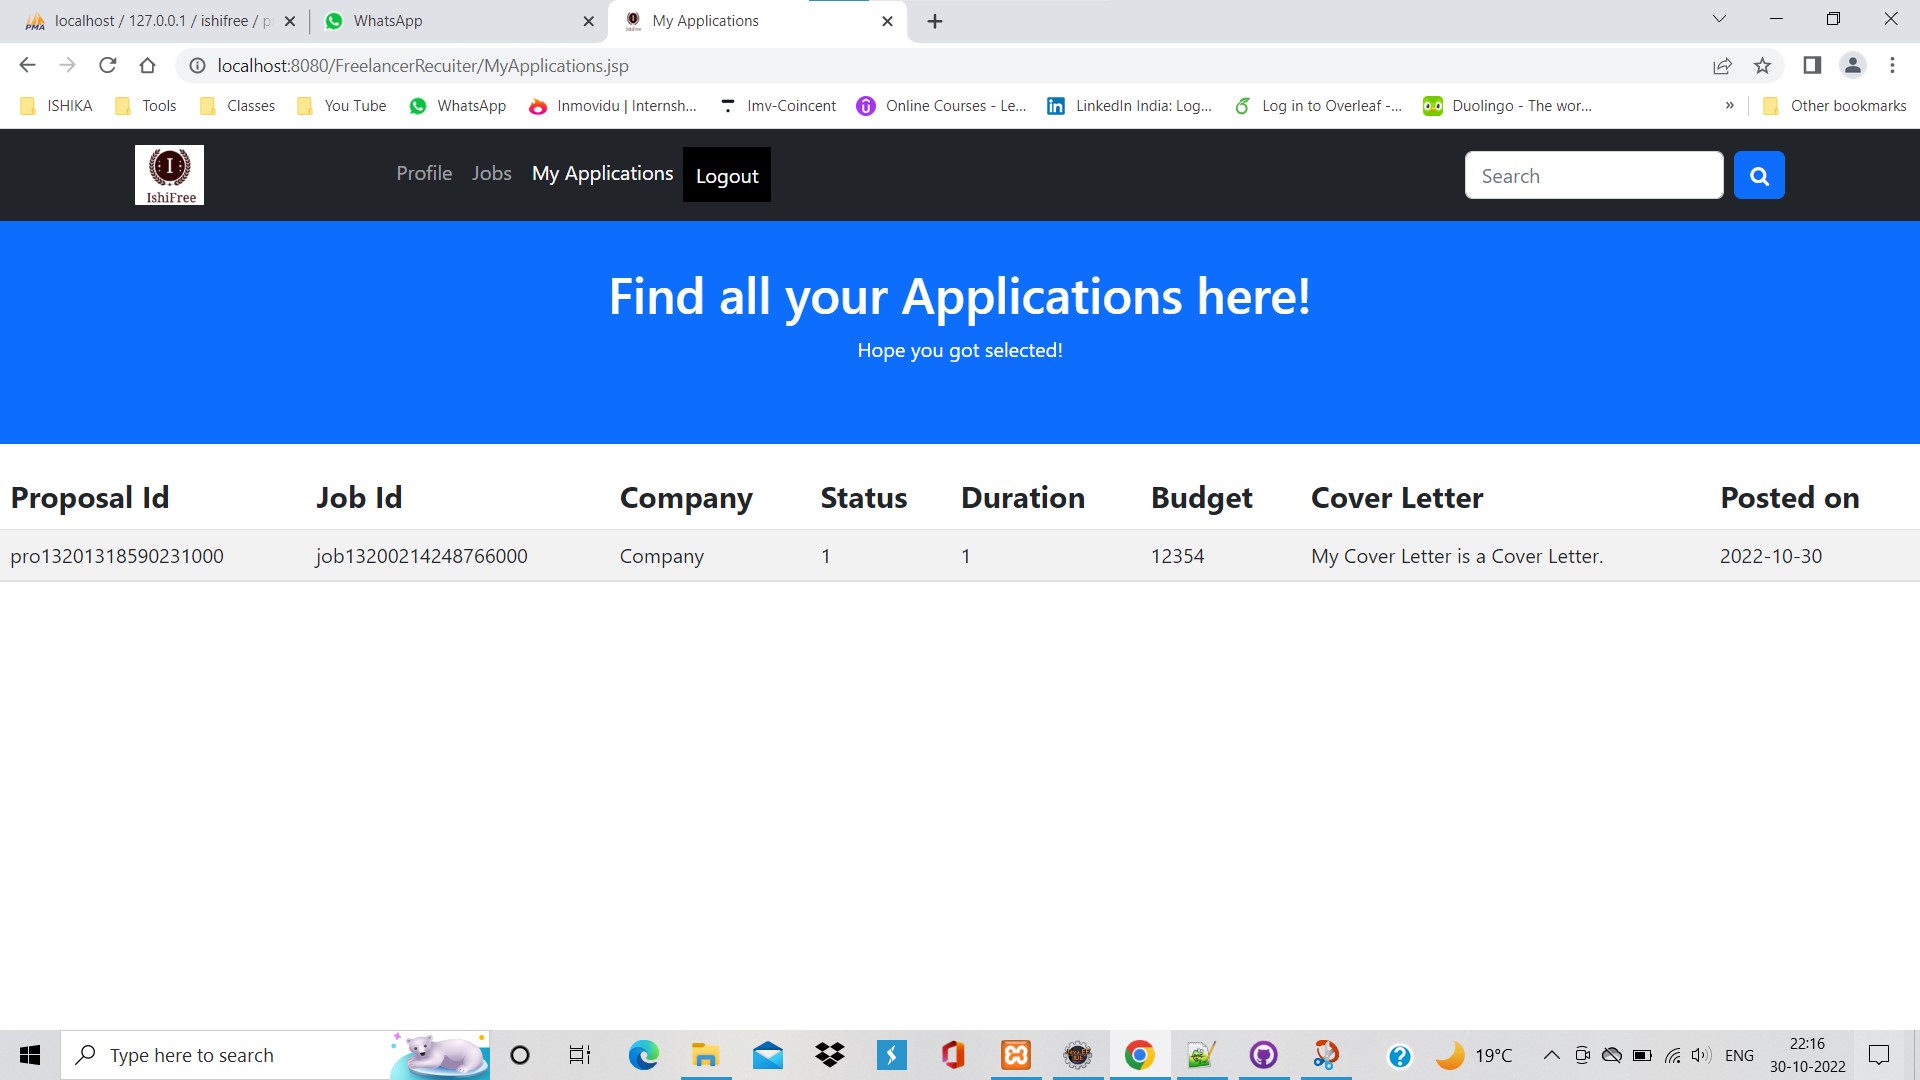 localhost / 127.0.0.1 / ishifree / p
WhatsApp
My Applications
localhost:8080/FreelancerRecuiter/MyApplications.jsp
ISHIKA Tools Classes You Tube WhatsApp Inmovidu | Internsh... Imv-Coincent Online Courses - Le... LinkedIn India: Log... Log in to Overleaf -... Duolingo - The wor... » Other bookmarks
I
IshiFree
Profile Jobs My Applications Logout
Search
Find all your Applications here!
Hope you got selected!
Proposal Id Job Id Company Status Duration Budget Cover Letter Posted on
pro13201318590231000 job13200214248766000 Company 1 1 12354 My Cover Letter is a Cover Letter. 2022-10-30
Type here to search
19°C
ENG
22:16
30-10-2022